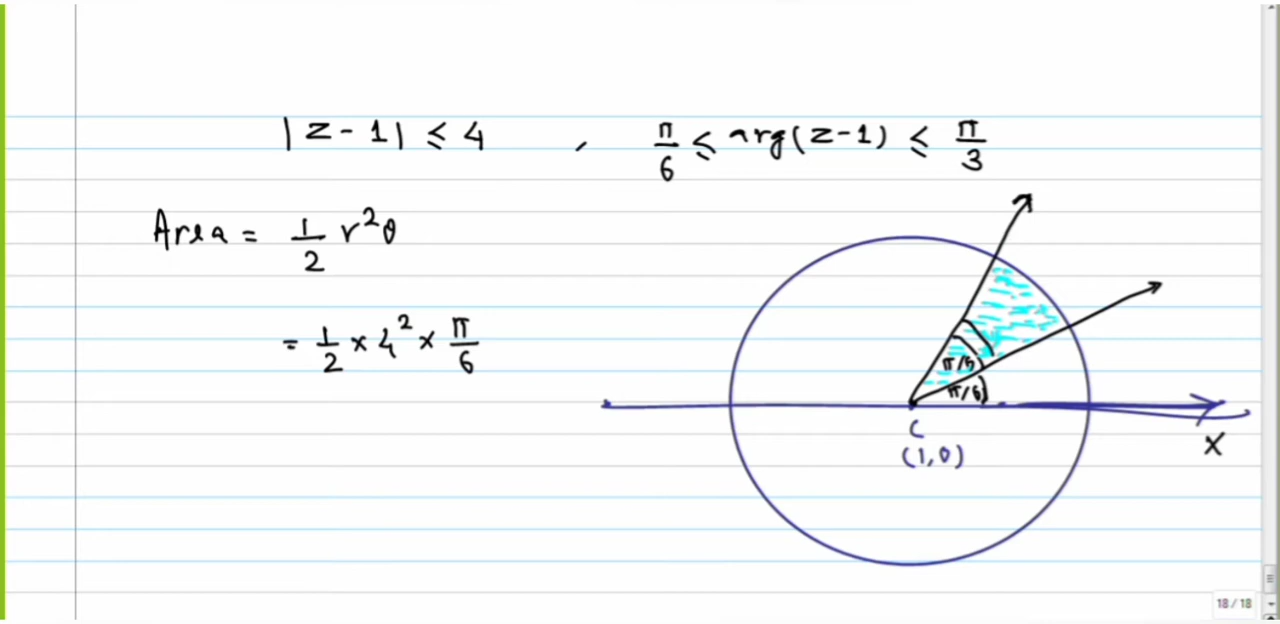 |z-1| ≤ 4 , π/6 ≤ arg(z-1) ≤ π/3
Area = 1/2 r²θ
= 1/2 × 4² × π/6
π/6
π/6
C
(1,0)
X
18/18